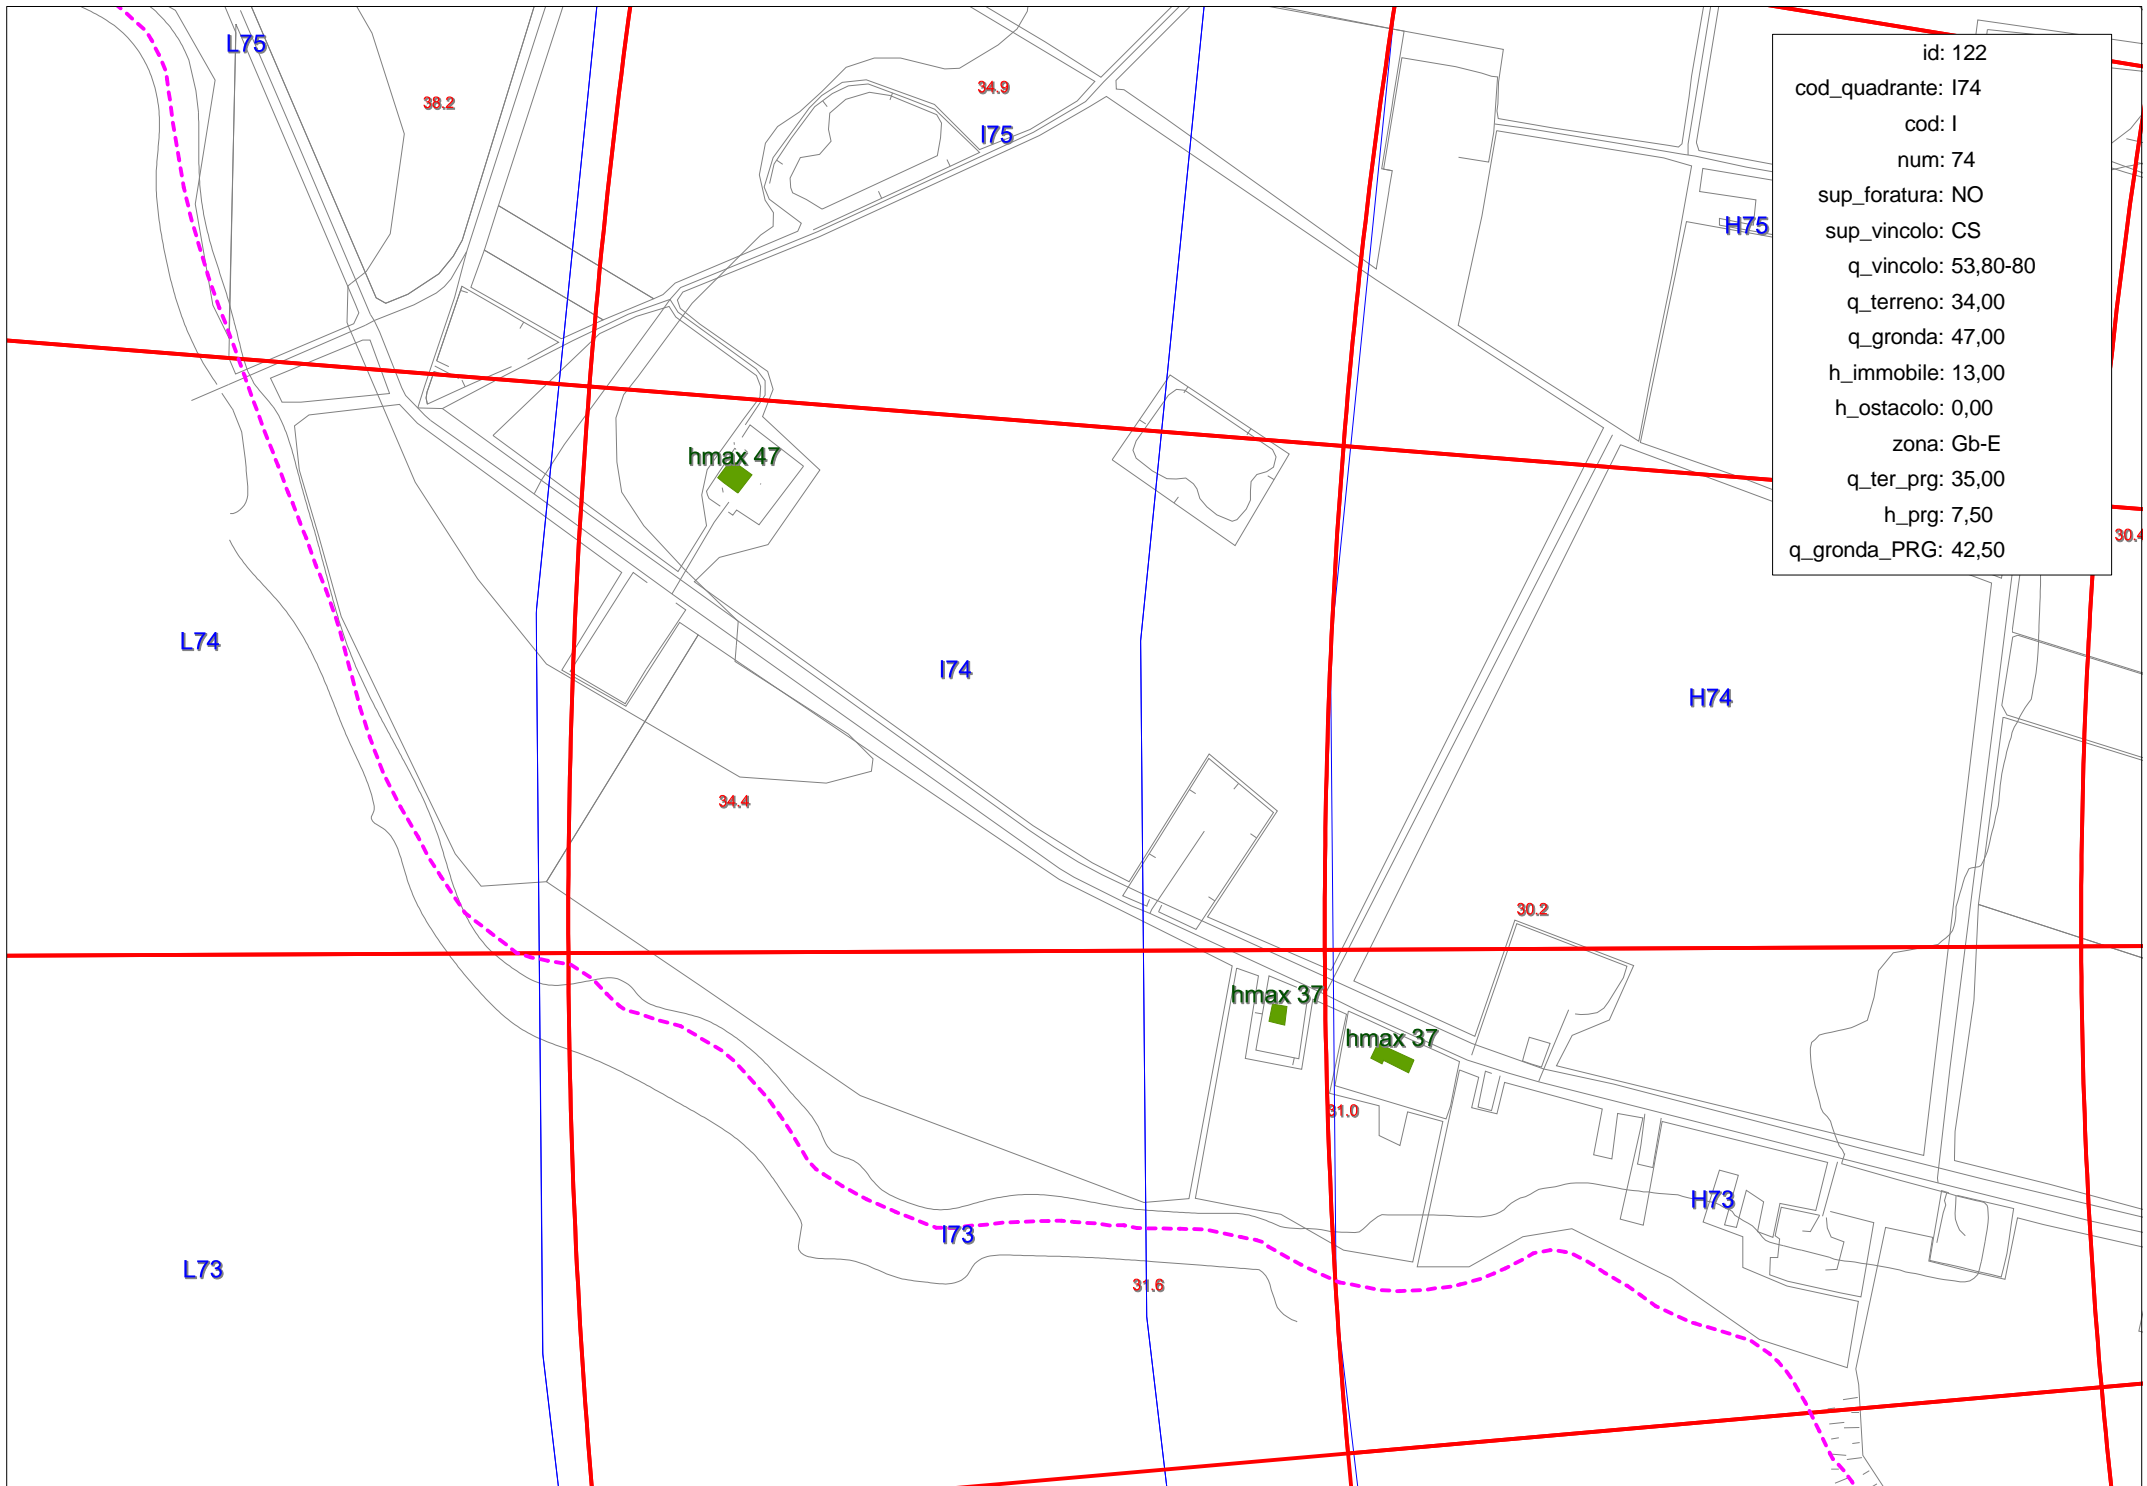 L75
38.2
34.9
I75
H75
id: 122
cod_quadrante: I74
cod: I
num: 74
sup_foratura: NO
sup_vincolo: CS
q_vincolo: 53,80-80
q_terreno: 34,00
q_gronda: 47,00
h_immobile: 13,00
h_ostacolo: 0,00
zona: Gb-E
q_ter_prg: 35,00
h_prg: 7,50
q_gronda_PRG: 42,50
hmax 47
30.4
L74
I74
H74
34.4
30.2
hmax 37
hmax 37
31.0
H73
I73
L73
31.6